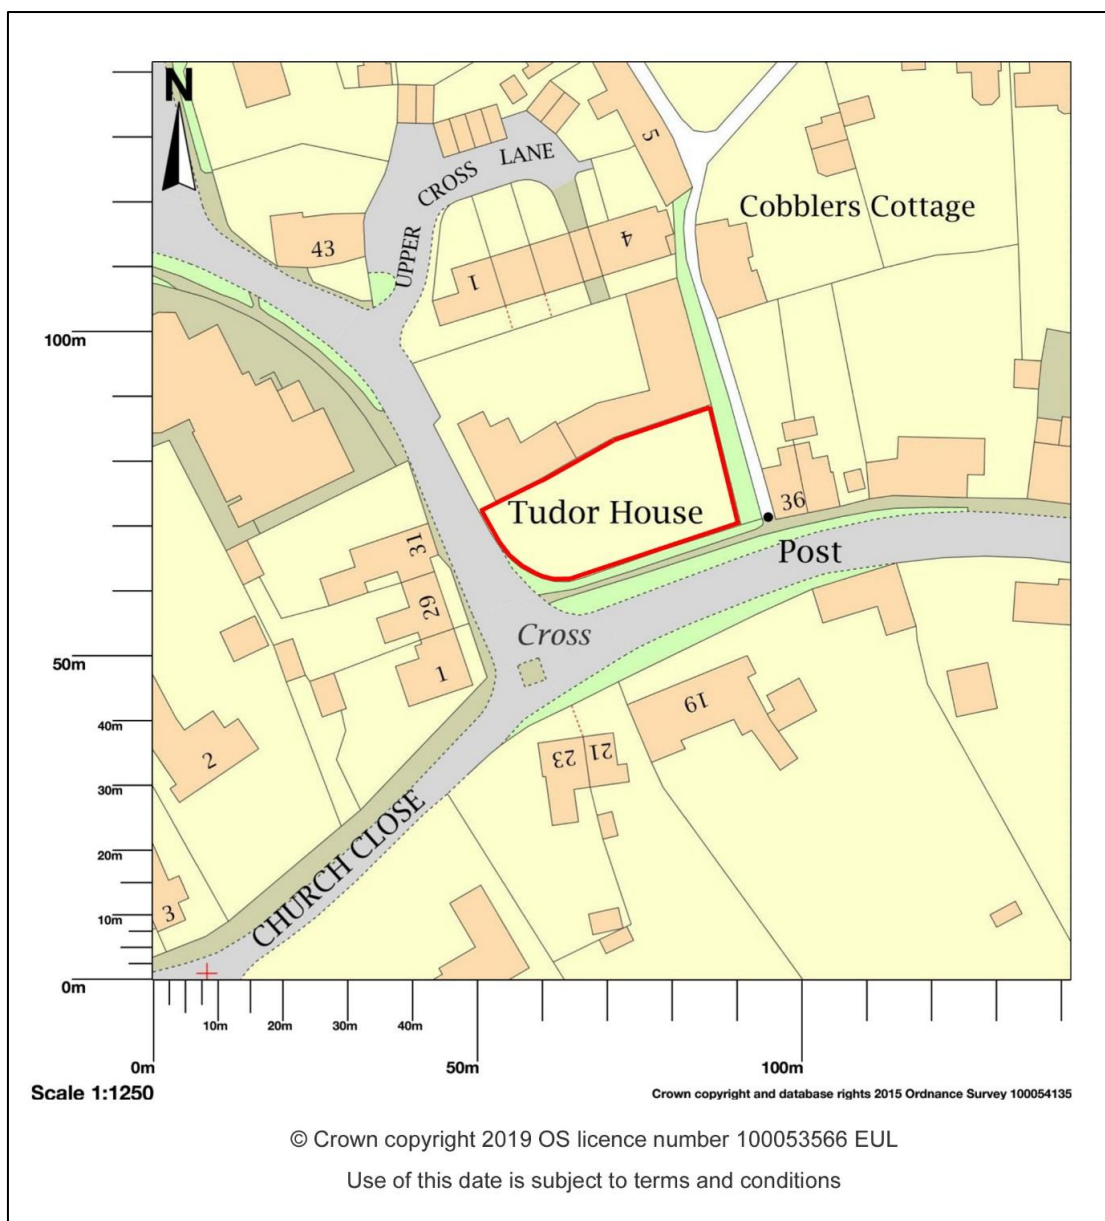 N
5
LANE
CROSS
UPPER
Cobblers Cottage
43
4
1
100m
Tudor House
36
Post
31
29
Cross
50m
1
40m
19
2
23
21
30m
CHURCH CLOSE
20m
3
10m
0m
10m 20m 30m 40m
0m 50m 100m
Scale 1:1250
Crown copyright and database rights 2015 Ordnance Survey 100054135
© Crown copyright 2019 OS licence number 100053566 EUL
Use of this date is subject to terms and conditions